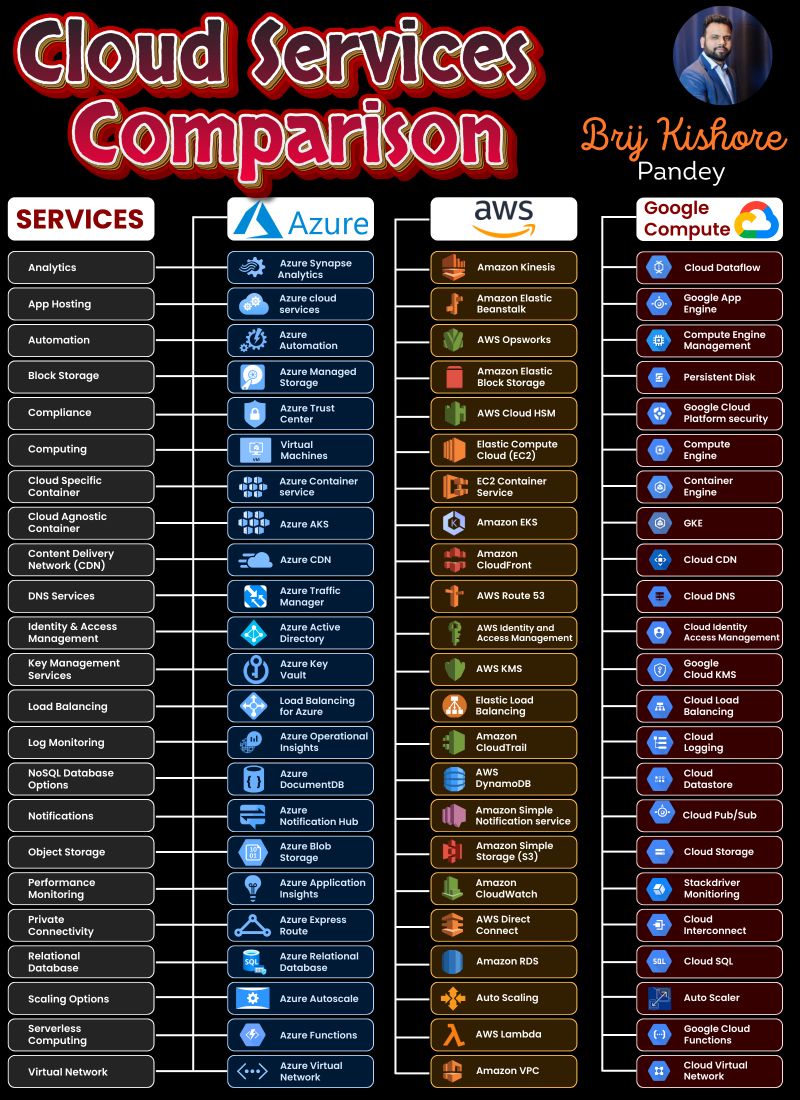 Cloud Services
Comparison
Brij Kishore
Pandey
SERVICES
Azure
aws
Google
Compute
Analytics
Azure Synapse
Analytics
Amazon Kinesis
Cloud Dataflow
App Hosting
Azure cloud
services
Amazon Elastic
Beanstalk
Google App
Engine
Automation
Azure
Automation
AWS Opsworks
Compute Engine
Management
Block Storage
Azure Managed
Storage
Amazon Elastic
Block Storage
Persistent Disk
Compliance
Azure Trust
Center
AWS Cloud HSM
Google Cloud
Platform security
Computing
VM
Virtual
Machines
Elastic Compute
Cloud (EC2)
Compute
Engine
Cloud Specific
Container
Azure Container
service
EC2 Container
Service
Container
Engine
Cloud Agnostic
Container
Azure AKS
K
Amazon EKS
GKE
Content Delivery
Network (CDN)
Azure CDN
Amazon
CloudFront
Cloud CDN
DNS Services
Azure Traffic
Manager
AWS Route 53
Cloud DNS
Identity & Access
Management
Azure Active
Directory
AWS Identity and
Access Management
Cloud Identity
Access Management
Key Management
Services
Azure Key
Vault
AWS KMS
Google
Cloud KMS
Load Balancing
Load Balancing
for Azure
Elastic Load
Balancing
Cloud Load
Balancing
Log Monitoring
Azure Operational
Insights
Amazon
CloudTrail
Cloud
Logging
NoSQL Database
Options
Azure
DocumentDB
AWS
DynamoDB
Cloud
Datastore
Notifications
Azure
Notification Hub
Amazon Simple
Notification service
Cloud Pub/Sub
Object Storage
10
01
Azure Blob
Storage
Amazon Simple
Storage (S3)
Cloud Storage
Performance
Monitoring
Azure Application
Insights
Amazon
CloudWatch
Stackdriver
Monitioring
Private
Connectivity
Azure Express
Route
AWS Direct
Connect
Cloud
Interconnect
Relational
Database
SQL
Azure Relational
Database
Amazon RDS
SQL
Cloud SQL
Scaling Options
Azure Autoscale
Auto Scaling
Auto Scaler
Serverless
Computing
Azure Functions
AWS Lambda
Google Cloud
Functions
Virtual Network
Azure Virtual
Network
Amazon VPC
Cloud Virtual
Network